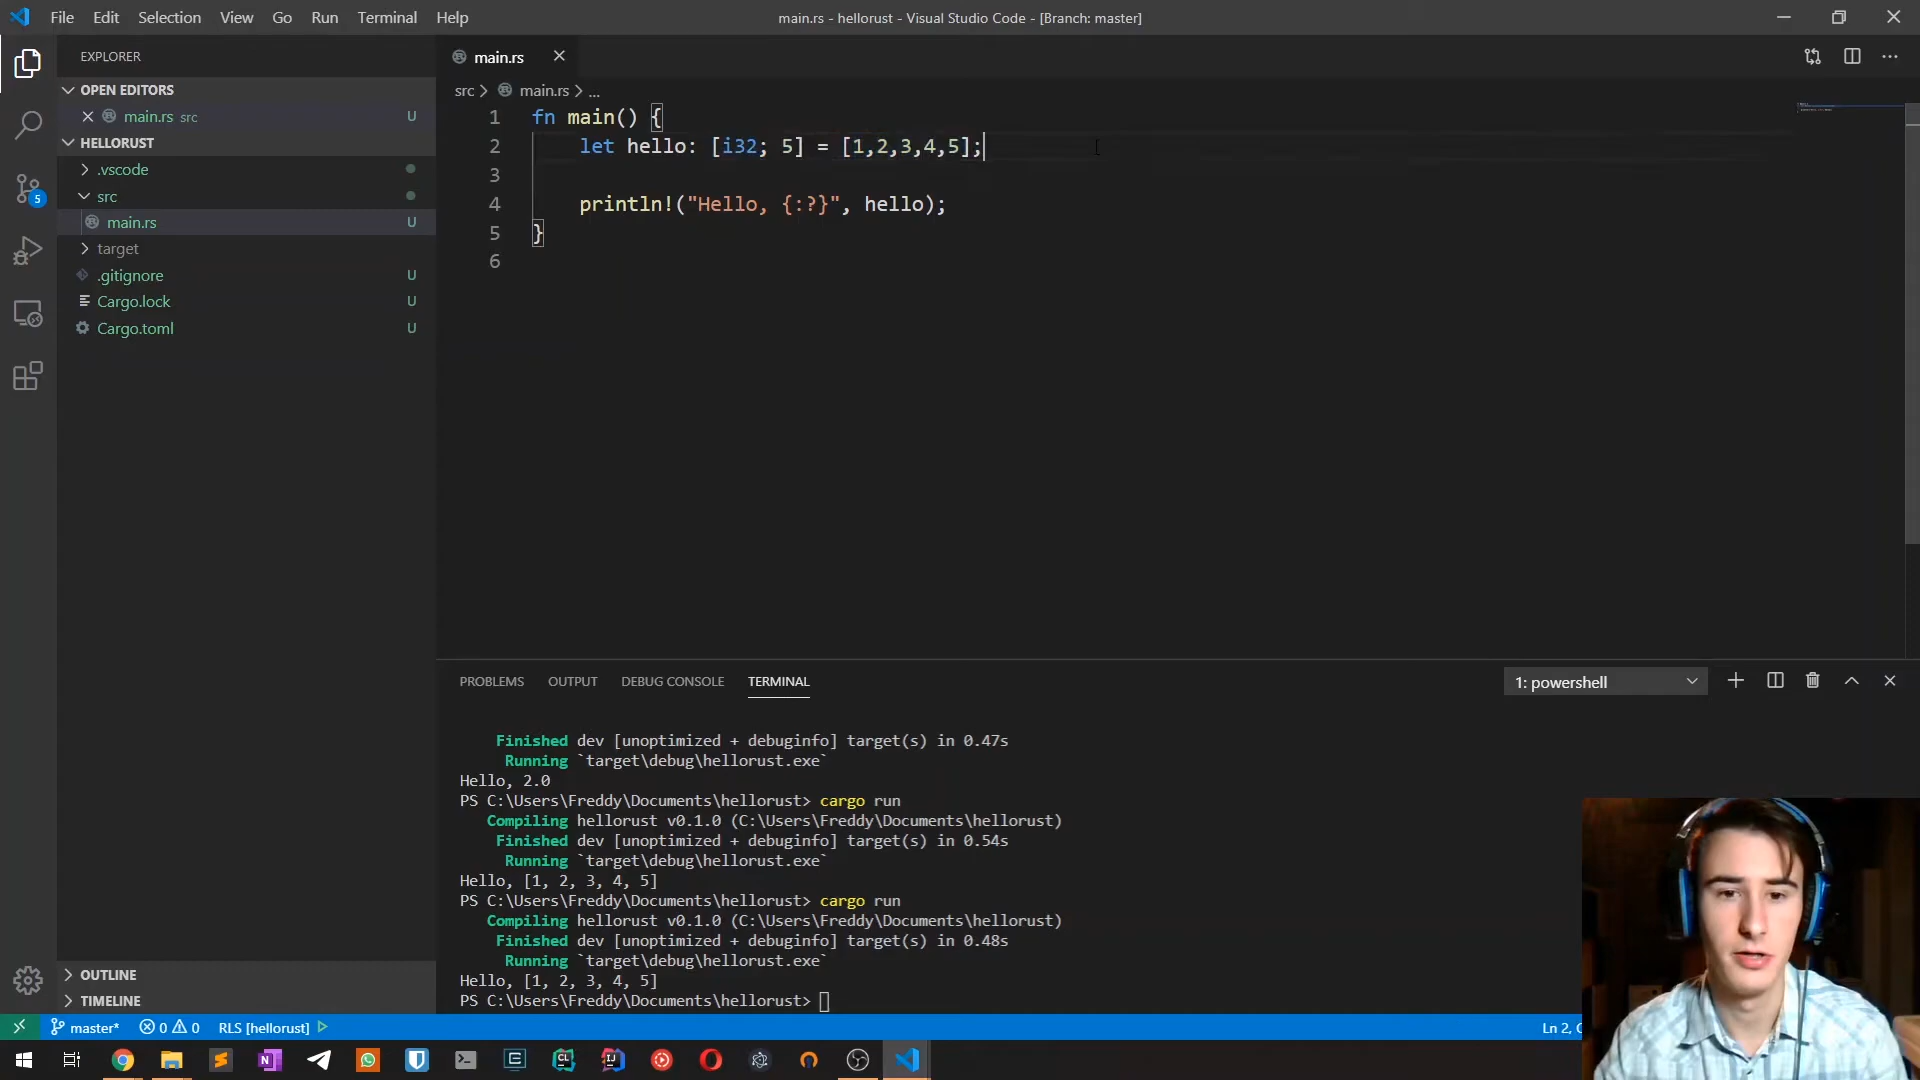 File Edit Selection View Go Run Terminal Help
main.rs - hellorust - Visual Studio Code - [Branch: master]
EXPLORER
OPEN EDITORS
main.rs src U
HELLORUST
.vscode
src
main.rs U
target
.gitignore U
Cargo.lock U
Cargo.toml U
OUTLINE
TIMELINE
5
main.rs
src > main.rs > ...
1 fn main() {
2 let hello: [i32; 5] = [1,2,3,4,5];
3
4 println!("Hello, {:?}", hello);
5 }
6
PROBLEMS OUTPUT DEBUG CONSOLE TERMINAL
1: powershell
Finished dev [unoptimized + debuginfo] target(s) in 0.47s
Running `target\debug\hellorust.exe`
Hello, 2.0
PS C:\Users\Freddy\Documents\hellorust> cargo run
Compiling hellorust v0.1.0 (C:\Users\Freddy\Documents\hellorust)
Finished dev [unoptimized + debuginfo] target(s) in 0.54s
Running `target\debug\hellorust.exe`
Hello, [1, 2, 3, 4, 5]
PS C:\Users\Freddy\Documents\hellorust> cargo run
Compiling hellorust v0.1.0 (C:\Users\Freddy\Documents\hellorust)
Finished dev [unoptimized + debuginfo] target(s) in 0.48s
Running `target\debug\hellorust.exe`
Hello, [1, 2, 3, 4, 5]
PS C:\Users\Freddy\Documents\hellorust>
master* 0 0 RLS [hellorust] Ln 2,